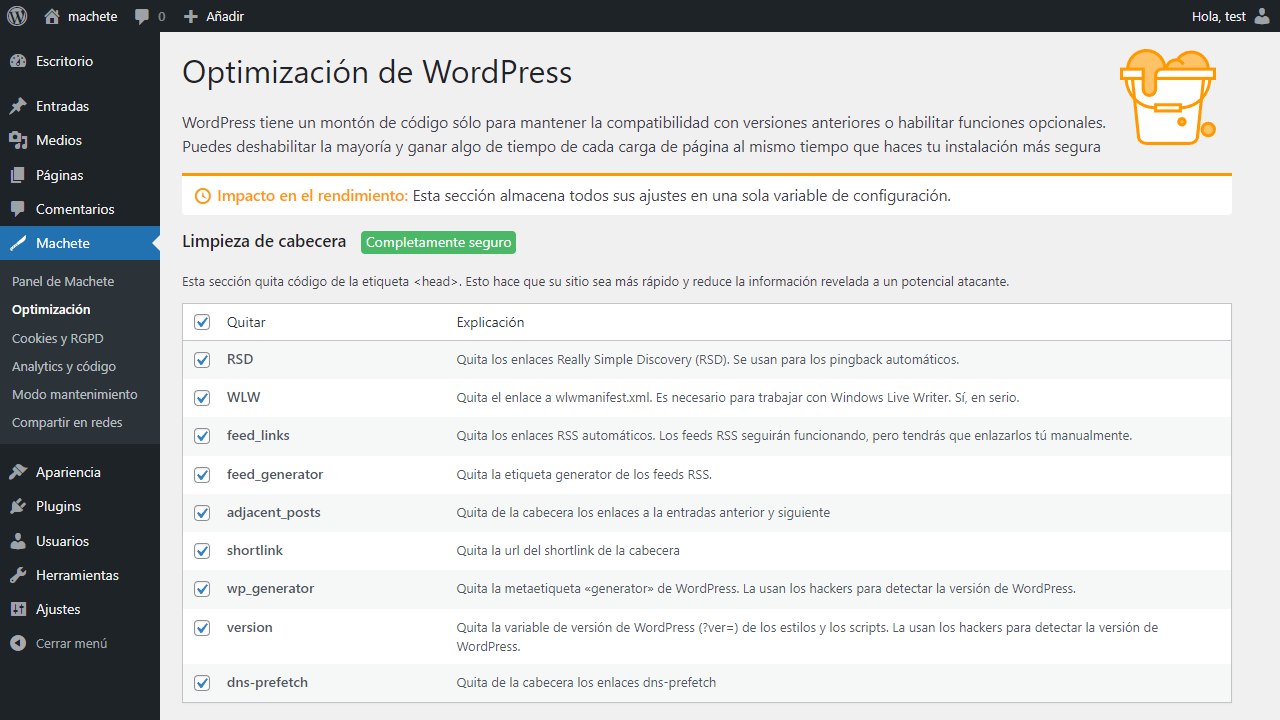 machete
0
Añadir
Hola, test
Escritorio
Entradas
Medios
Páginas
Comentarios
Machete
Panel de Machete
Optimización
Cookies y RGPD
Analytics y código
Modo mantenimiento
Compartir en redes
Apariencia
Plugins
Usuarios
Herramientas
Ajustes
Cerrar menú
Optimización de WordPress
WordPress tiene un montón de código sólo para mantener la compatibilidad con versiones anteriores o habilitar funciones opcionales.
Puedes deshabilitar la mayoría y ganar algo de tiempo de cada carga de página al mismo tiempo que haces tu instalación más segura
Impacto en el rendimiento: Esta sección almacena todos sus ajustes en una sola variable de configuración.
Limpieza de cabecera Completamente seguro
Esta sección quita código de la etiqueta <head>. Esto hace que su sitio sea más rápido y reduce la información revelada a un potencial atacante.
Quitar Explicación
RSD Quita los enlaces Really Simple Discovery (RSD). Se usan para los pingback automáticos.
WLW Quita el enlace a wlwmanifest.xml. Es necesario para trabajar con Windows Live Writer. Sí, en serio.
feed_links Quita los enlaces RSS automáticos. Los feeds RSS seguirán funcionando, pero tendrás que enlazarlos tú manualmente.
feed_generator Quita la etiqueta generator de los feeds RSS.
adjacent_posts Quita de la cabecera los enlaces a la entradas anterior y siguiente
shortlink Quita la url del shortlink de la cabecera
wp_generator Quita la metaetiqueta «generator» de WordPress. La usan los hackers para detectar la versión de WordPress.
version Quita la variable de versión de WordPress (?ver=) de los estilos y los scripts. La usan los hackers para detectar la versión de
WordPress.
dns-prefetch Quita de la cabecera los enlaces dns-prefetch